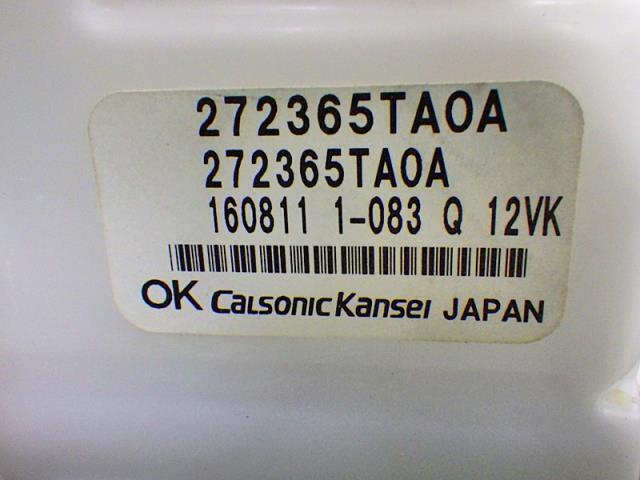 272365TA0A
272365TA0A
160811 1-083 Q 12VK
OK CalsonicKansei JAPAN